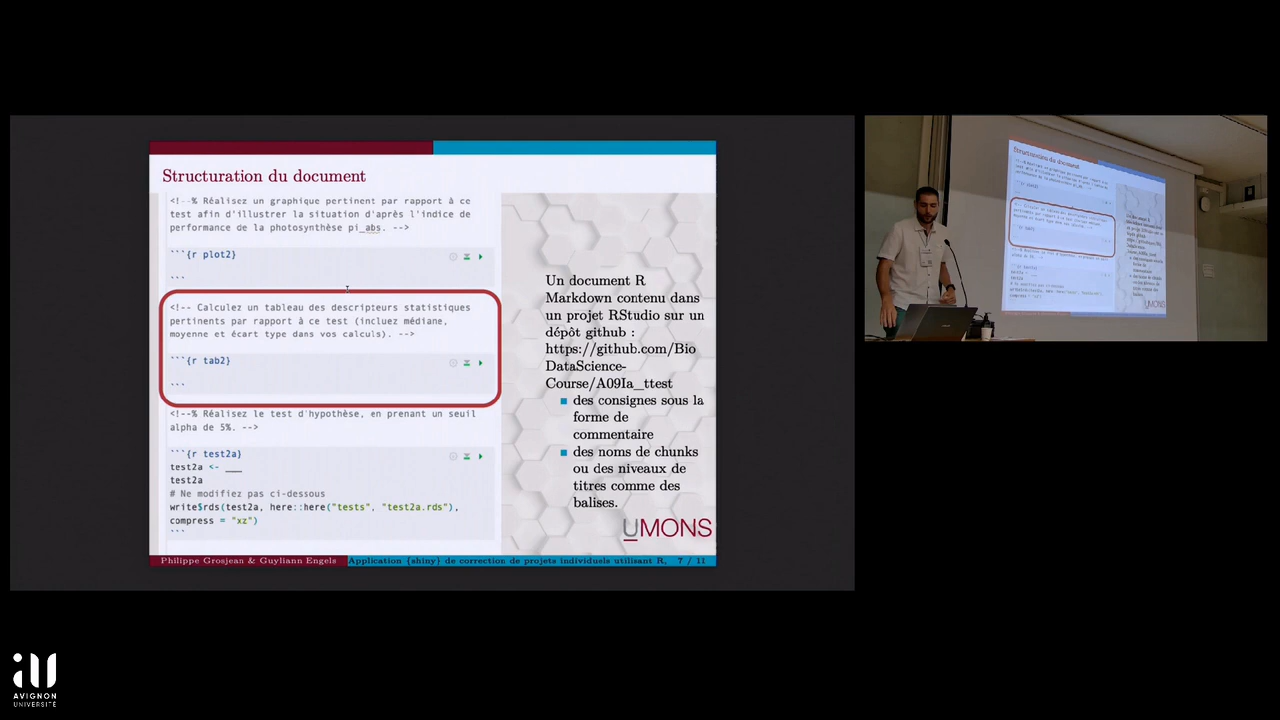 Structuration du document
<!--% Réalisez un graphique pertinent par rapport à ce
test afin d'illustrer la situation d'après l'indice de
performance de la photosynthèse pi_abs. -->
```{r plot2}
```
<!-- Calculez un tableau des descripteurs statistiques
pertinents par rapport à ce test (incluez médiane,
moyenne et écart type dans vos calculs). -->
```{r tab2}
```
<!--% Réalisez le test d'hypothèse, en prenant un seuil
alpha de 5%. -->
```{r test2a}
test2a <- ___
test2a
# Ne modifiez pas ci-dessous
write$rds(test2a, here::here("tests", "test2a.rds"),
compress = "xz")
```
Un document R
Markdown contenu dans
un projet RStudio sur un
dépôt github :
https://github.com/Bio
DataScience-
Course/A09Ia_ttest
des consignes sous la
forme de
commentaire
des noms de chunks
ou des niveaux de
titres comme des
balises.
UMONS
Philippe Grosjean & Guyliann Engels
Application {shiny} de correction de projets individuels utilisant R,
7 / 11
Structuration du document
UMONS
AVIGNON
UNIVERSITÉ